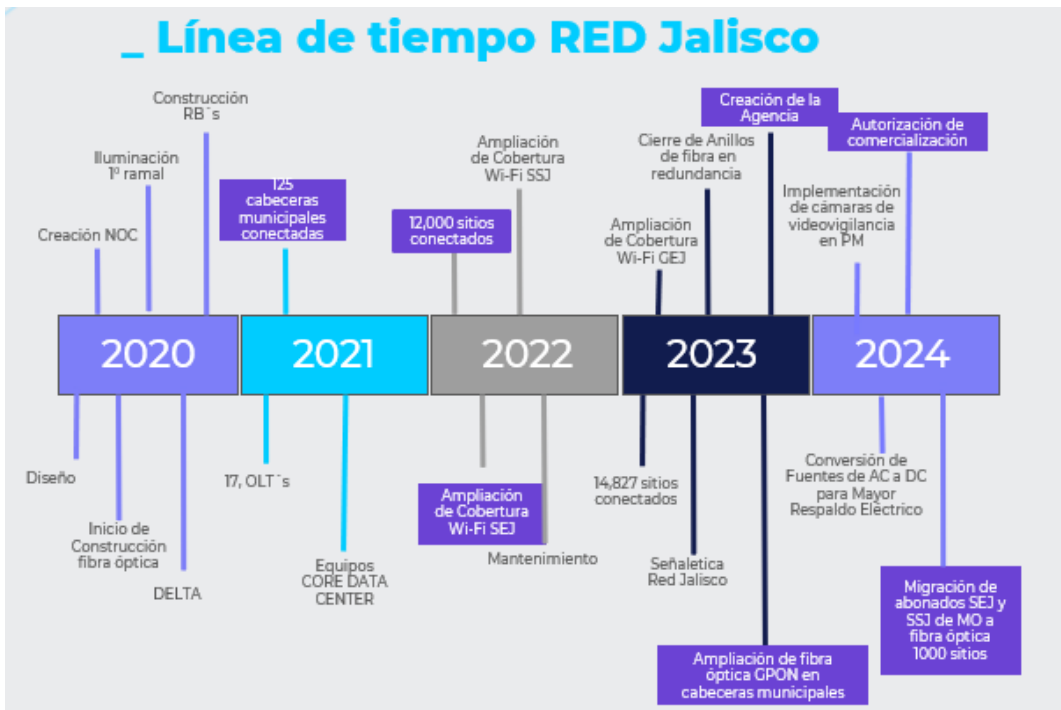 _ Línea de tiempo RED Jalisco
Construcción
RB`s
Iluminación
1º ramal
Creación NOC
125
cabeceras
municipales
conectadas
Ampliación
de Cobertura
Wi-Fi SSJ
12,000 sitios
conectados
Creación de la
Agencia
Cierre de Anillos
de fibra en
redundancia
Ampliación
de Cobertura
Wi-Fi GEJ
Autorización de
comercialización
Implementación
de cámaras de
videovigilancia
en PM
2020
2021
2022
2023
2024
Diseño
Inicio de
Construcción
fibra óptica
DELTA
17, OLT`s
Equipos
CORE DATA
CENTER
Ampliación
de Cobertura
Wi-Fi SEJ
Mantenimiento
14,827 sitios
conectados
Señaletica
Red Jalisco
Ampliación de fibra
óptica GPON en
cabeceras municipales
Conversión de
Fuentes de AC a DC
para Mayor
Respaldo Eléctrico
Migración de
abonados SEJ y
SSJ de MO a
fibra óptica
1000 sitios